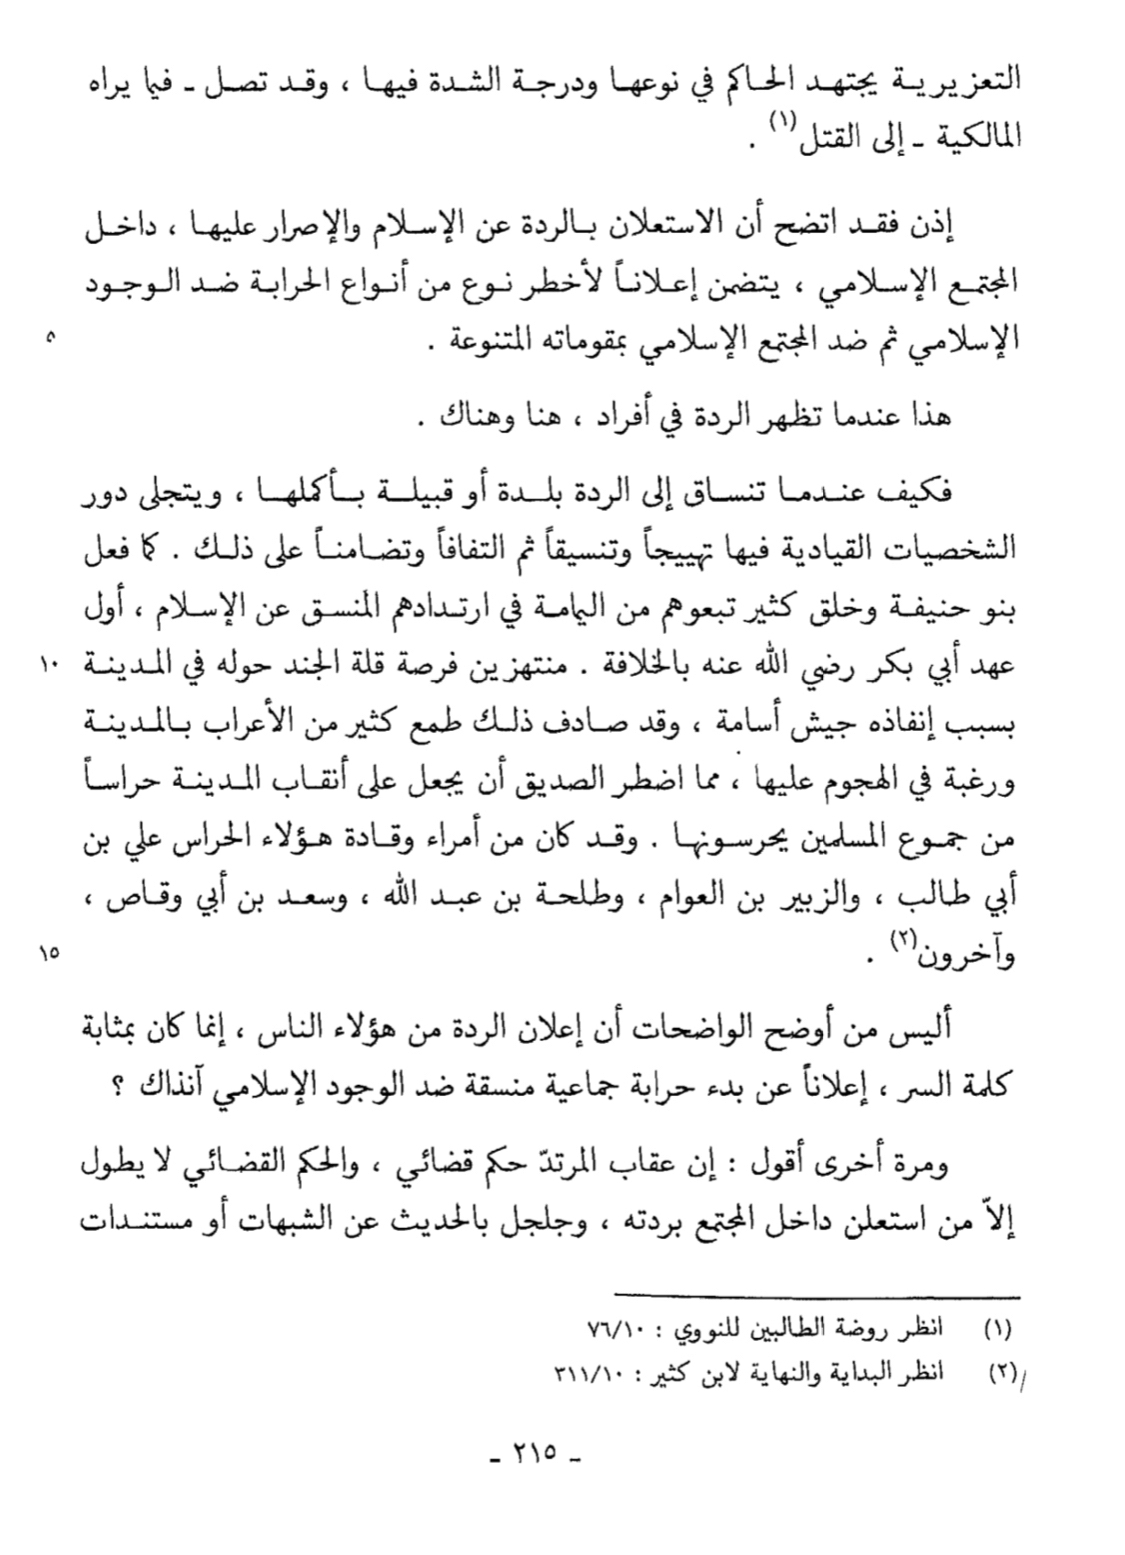 التعزيرية يجتهد الحاكم في نوعها ودرجة الشدة فيها ، وقد تصل ـ فيما يراه
المالكية ـ إلى القتل(١) .
إذن فقد اتضح أن الاستعلان بالردة عن الإسلام والإصرار عليها ، داخل
المجتمع الإسلامي ، يتضمن إعلاناً لأخطر نوع من أنواع الحرابة ضد الوجود
الإسلامي ثم ضد المجتمع الإسلامي بمقوماته المتنوعة . ٥
هذا عندما تظهر الردة في أفراد ، هنا وهناك .
فكيف عندما تنساق إلى الردة بلدة أو قبيلة بأكملها ، ويتجلى دور
الشخصيات القيادية فيها تهييجاً وتنسيقاً ثم التفافاً وتضامناً على ذلك . كما فعل
بنو حنيفة وخلق كثير تبعوهم من اليمامة في ارتدادهم المنسق عن الإسلام ، أول
عهد أبي بكر رضي الله عنه بالخلافة . منتهزين فرصة قلة الجند حوله في المدينة ١٠
بسبب إنفاذه جيش أسامة ، وقد صادف ذلك طمع كثير من الأعراب بالمدينة
ورغبة في الهجوم عليها ، مما اضطر الصديق أن يجعل على أنقاب المدينة حراساً
من جموع المسلمين يحرسونها . وقد كان من أمراء وقادة هؤلاء الحراس علي بن
أبي طالب ، والزبير بن العوام ، وطلحة بن عبد الله ، وسعد بن أبي وقاص ،
وآخرون(٢) . ١٥
أليس من أوضح الواضحات أن إعلان الردة من هؤلاء الناس ، إنما كان بمثابة
كلمة السر ، إعلاناً عن بدء حرابة جماعية منسقة ضد الوجود الإسلامي آنذاك ؟
ومرة أخرى أقول : إن عقاب المرتدّ حكم قضائي ، والحكم القضائي لا يطول
إلاّ من استعلن داخل المجتمع بردته ، وجلجل بالحديث عن الشبهات أو مستندات
(١) انظر روضة الطالبين للنووي : ٧٦/١٠
(٢) انظر البداية والنهاية لابن كثير : ٣١١/١٠
ـ ٢١٥ ـ